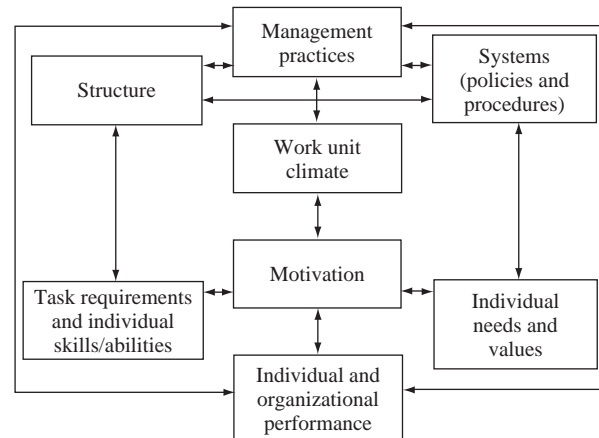 Management
practices
Structure
Systems
(policies and
procedures)
Work unit
climate
Motivation
Task requirements
and individual
skills/abilities
Individual
needs and
values
Individual and
organizational
performance